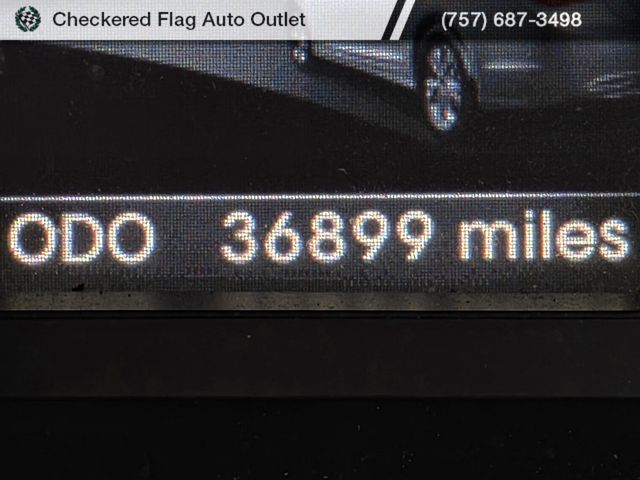 Checkered Flag Auto Outlet (757) 687-3498
ODO 36899 miles